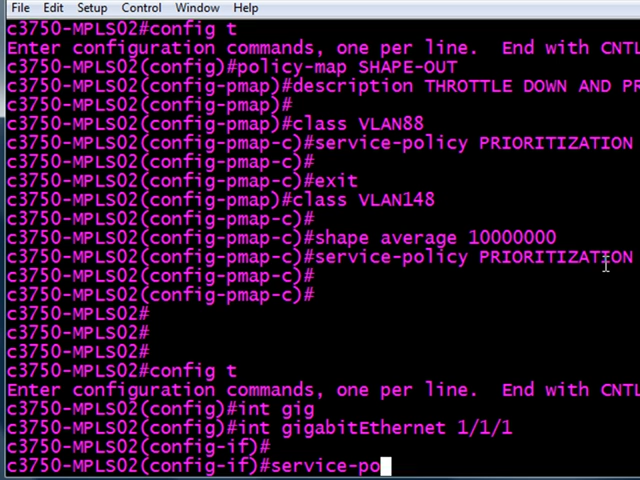 File Edit Setup Control Window Help
c3750-MPLS02#config t
Enter configuration commands, one per line.  End with CNTL
c3750-MPLS02(config)#policy-map SHAPE-OUT
c3750-MPLS02(config-pmap)#description THROTTLE DOWN AND PR
c3750-MPLS02(config-pmap)#
c3750-MPLS02(config-pmap)#class VLAN88
c3750-MPLS02(config-pmap-c)#service-policy PRIORITIZATION
c3750-MPLS02(config-pmap-c)#
c3750-MPLS02(config-pmap-c)#exit
c3750-MPLS02(config-pmap)#class VLAN148
c3750-MPLS02(config-pmap-c)#
c3750-MPLS02(config-pmap-c)#shape average 10000000
c3750-MPLS02(config-pmap-c)#service-policy PRIORITIZATION
c3750-MPLS02(config-pmap-c)#
c3750-MPLS02(config-pmap-c)#
c3750-MPLS02#
c3750-MPLS02#
c3750-MPLS02#
c3750-MPLS02#config t
Enter configuration commands, one per line.  End with CNTL
c3750-MPLS02(config)#int gig
c3750-MPLS02(config)#int gigabitEthernet 1/1/1
c3750-MPLS02(config-if)#
c3750-MPLS02(config-if)#service-po